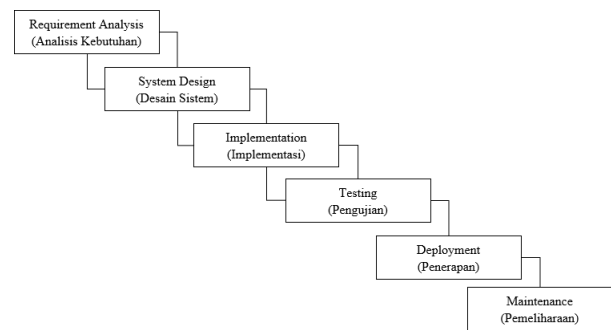 Requirement Analysis
(Analisis Kebutuhan)
System Design
(Desain Sistem)
Implementation
(Implementasi)
Testing
(Pengujian)
Deployment
(Penerapan)
Maintenance
(Pemeliharaan)